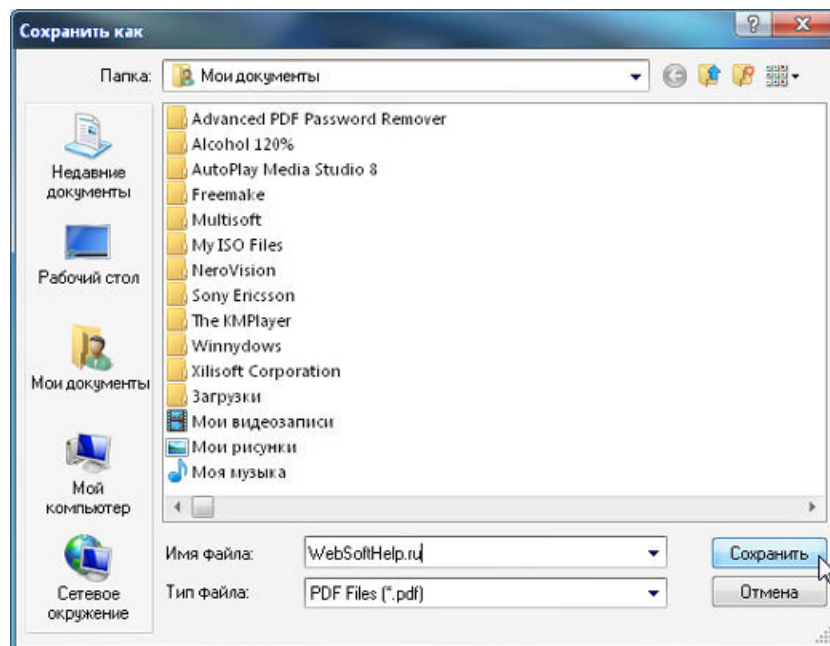 Сохранить как
Папка:
Мои документы
Недавние
документы
Рабочий стол
Мои документы
Мой
компьютер
Сетевое
окружение
Advanced PDF Password Remover
Alcohol 120%
AutoPlay Media Studio 8
Freemake
Multisoft
My ISO Files
NeroVision
Sony Ericsson
The KMPlayer
Winnydows
Xilisoft Corporation
Загрузки
Мои видеозаписи
Мои рисунки
Моя музыка
Имя файла:
WebSoftHelp.ru
Сохранить
Тип файла:
PDF Files (*.pdf)
Отмена